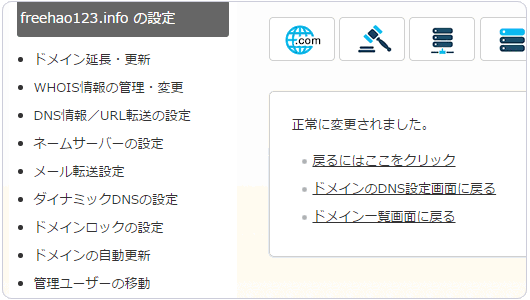 freehao123.info の設定
ドメイン延長・更新
WHOIS情報の管理・変更
DNS情報／URL転送の設定
ネームサーバーの設定
メール転送設定
ダイナミックDNSの設定
ドメインロックの設定
ドメインの自動更新
管理ユーザーの移動
.com
正常に変更されました。
戻るにはここをクリック
ドメインのDNS設定画面に戻る
ドメイン一覧画面に戻る